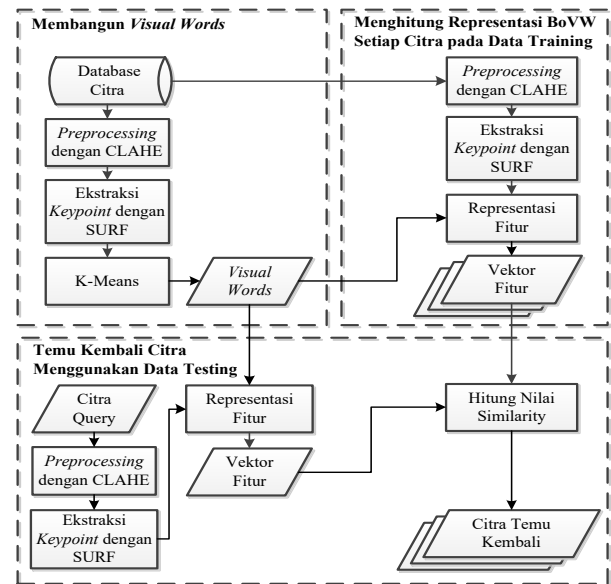 Membangun Visual Words
Database
Citra
Preprocessing
dengan CLAHE
Ekstraksi
Keypoint dengan
SURF
K-Means
Visual
Words
Menghitung Representasi BoVW
Setiap Citra pada Data Training
Preprocessing
dengan CLAHE
Ekstraksi
Keypoint dengan
SURF
Representasi
Fitur
Vektor
Fitur
Temu Kembali Citra
Menggunakan Data Testing
Citra
Query
Preprocessing
dengan CLAHE
Ekstraksi
Keypoint dengan
SURF
Representasi
Fitur
Vektor
Fitur
Hitung Nilai
Similarity
Citra Temu
Kembali